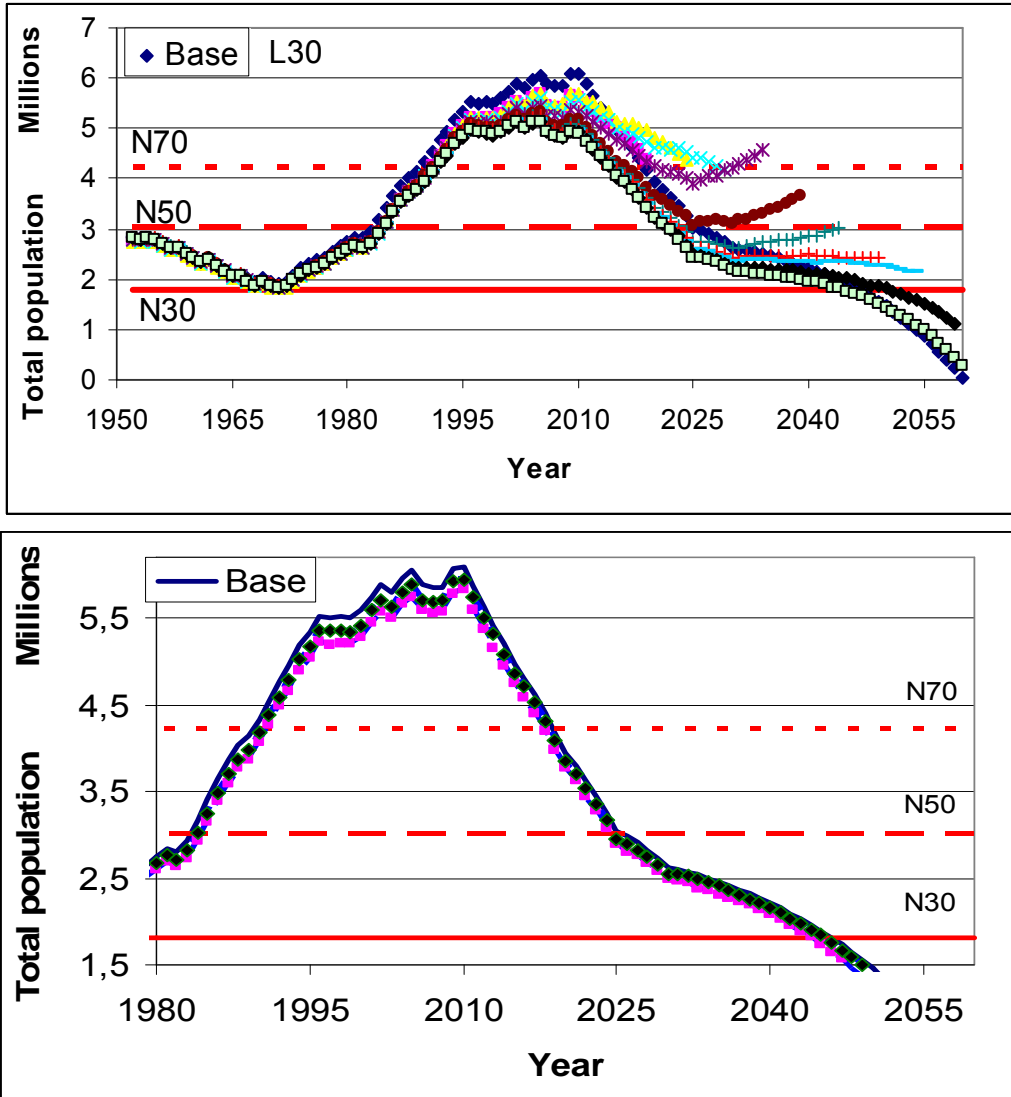 Millions
Total population
7
6
5
4
3
2
1
0
Base L30
N70
N50
N30
1950 1965 1980 1995 2010 2025 2040 2055
Year
Millions
Total population
5,5
4,5
3,5
2,5
1,5
Base
N70
N50
N30
1980 1995 2010 2025 2040 2055
Year